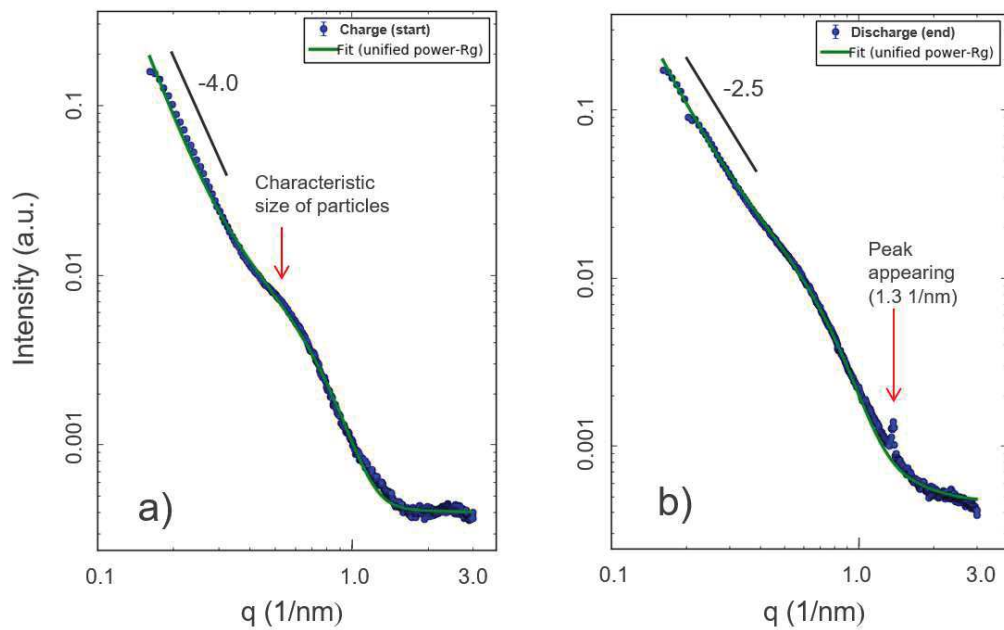 Charge (start)
Fit (unified power-Rg)
-4.0
Characteristic
size of particles
a)
0.1
0.01
0.001
Intensity (a.u.)
0.1
1.0
3.0
q (1/nm)
Discharge (end)
Fit (unified power-Rg)
-2.5
Peak
appearing
(1.3 1/nm)
b)
0.1
0.01
0.001
0.1
1.0
3.0
q (1/nm)